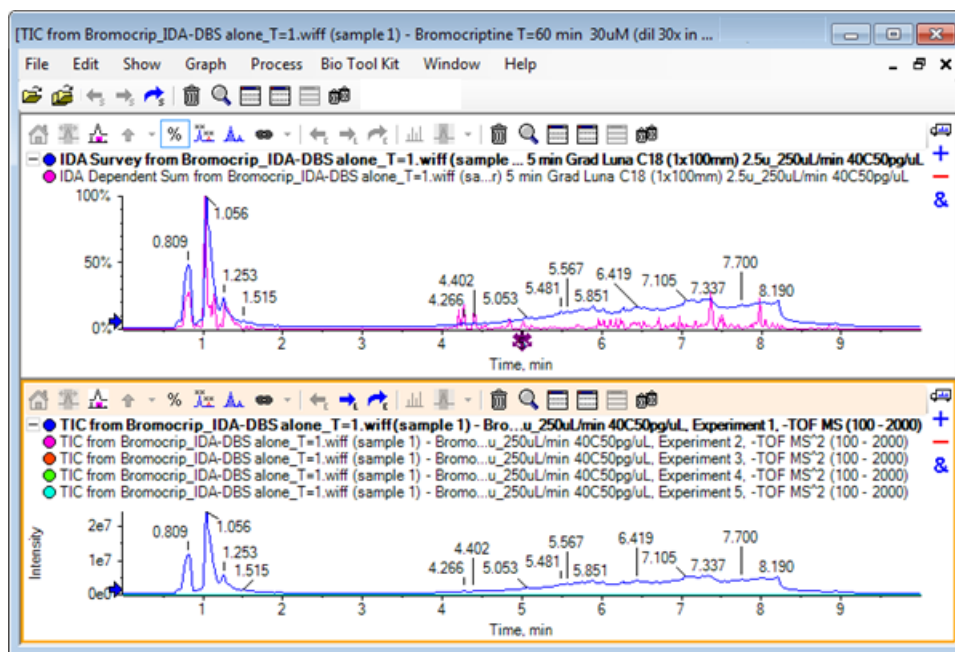 [TIC from Bromocrip_IDA-DBS alone_T=1.wiff (sample 1) - Bromocriptine T=60 min 30uM (dil 30x in ...
File Edit Show Graph Process Bio Tool Kit Window Help
%
IDA Survey from Bromocrip_IDA-DBS alone_T=1.wiff (sample ... 5 min Grad Luna C18 (1x100mm) 2.5u_250uL/min 40C50pg/uL
IDA Dependent Sum from Bromocrip_IDA-DBS alone_T=1.wiff (sa...r) 5 min Grad Luna C18 (1x100mm) 2.5u_250uL/min 40C50pg/uL
&
100%
50%
0%
0.809 1.056 1.253 1.515 4.266 4.402 5.053 5.481 5.567 5.851 6.419 7.105 7.337 7.700 8.190
1 2 3 4 6 7 8 9
Time, min
%
TIC from Bromocrip_IDA-DBS alone_T=1.wiff(sample 1) - Bro...u_250uL/min 40C50pg/uL, Experiment 1, -TOF MS (100 - 2000)
TIC from Bromocrip_IDA-DBS alone_T=1.wiff (sample 1) - Bromo...u_250uL/min 40C50pg/uL, Experiment 2, -TOF MS^2 (100 - 2000)
TIC from Bromocrip_IDA-DBS alone_T=1.wiff (sample 1) - Bromo...u_250uL/min 40C50pg/uL, Experiment 3, -TOF MS^2 (100 - 2000)
TIC from Bromocrip_IDA-DBS alone_T=1.wiff (sample 1) - Bromo...u_250uL/min 40C50pg/uL, Experiment 4, -TOF MS^2 (100 - 2000)
TIC from Bromocrip_IDA-DBS alone_T=1.wiff (sample 1) - Bromo...u_250uL/min 40C50pg/uL, Experiment 5, -TOF MS^2 (100 - 2000)
&
Intensity
2e7
1e7
0e0
0.809 1.056 1.253 1.515 4.266 4.402 5.053 5.481 5.567 5.851 6.419 7.105 7.337 7.700 8.190
1 2 3 4 5 6 7 8 9
Time, min